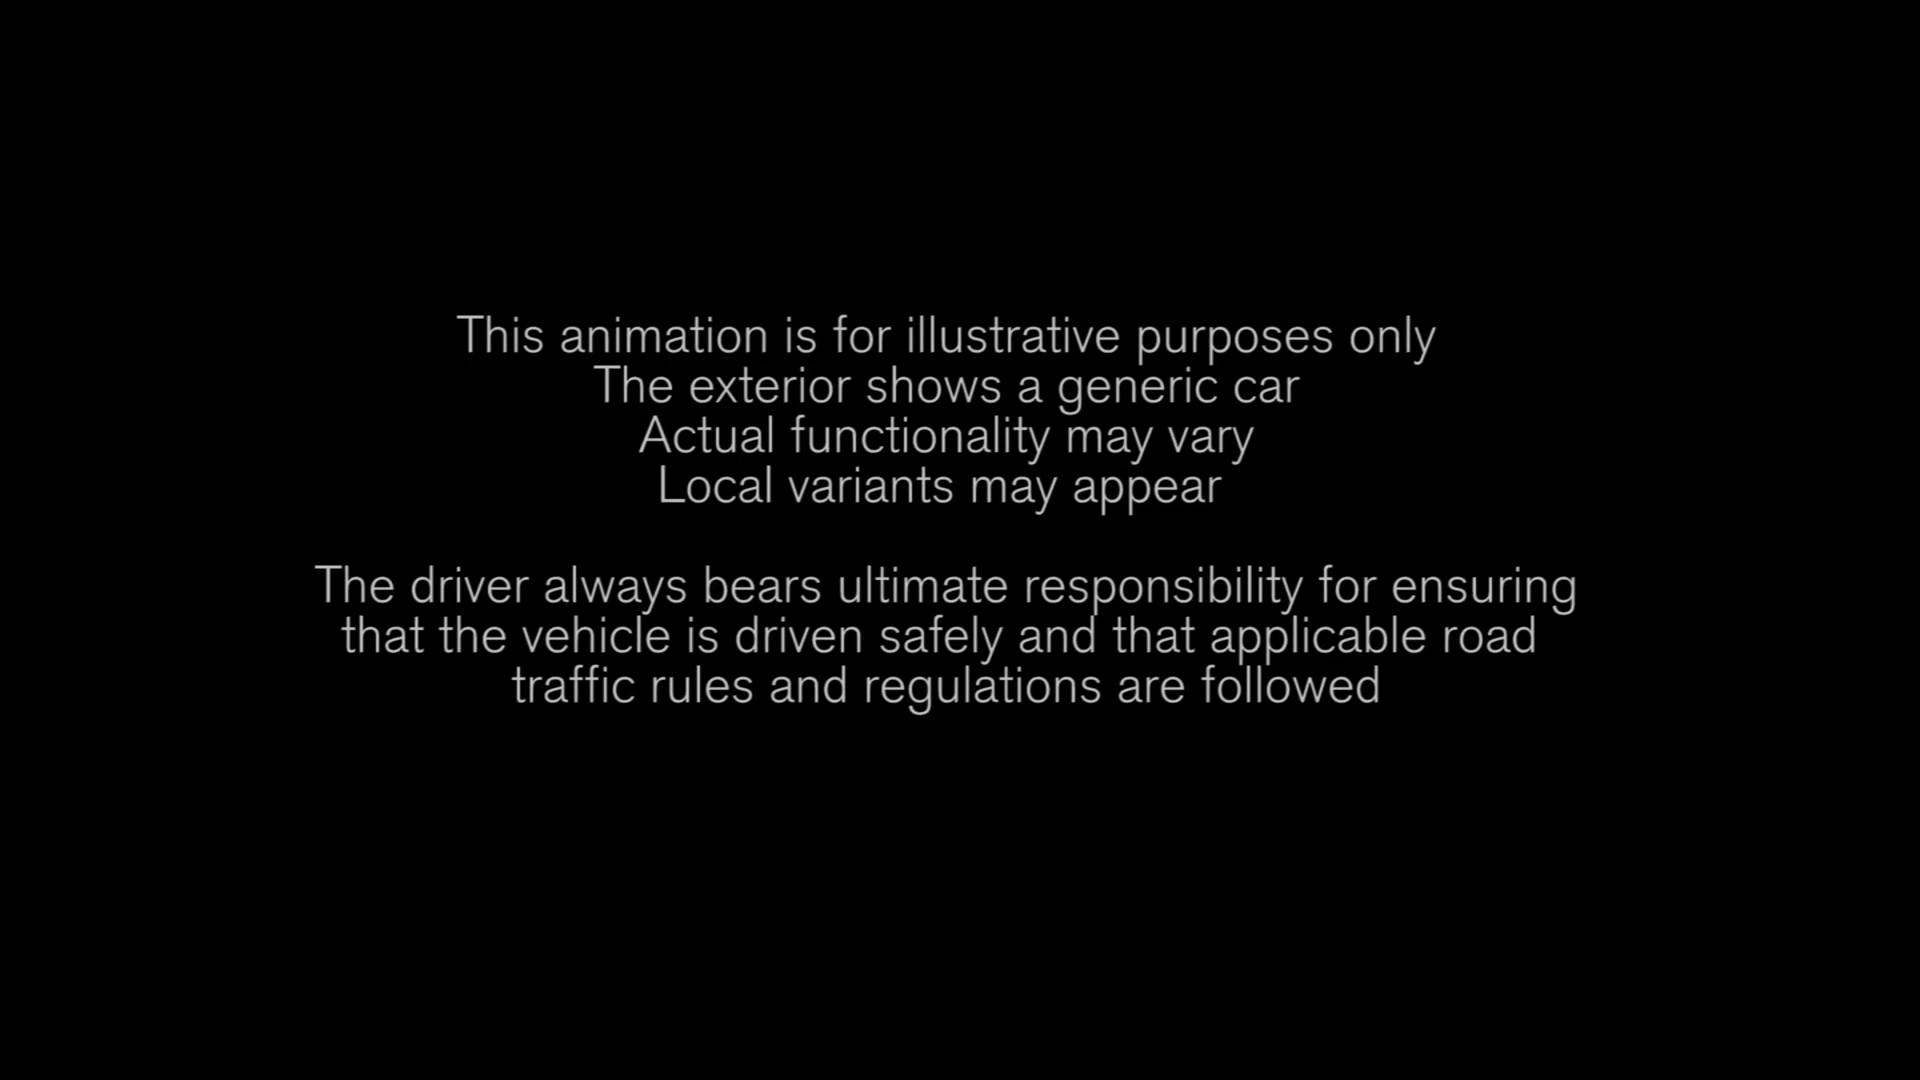 This animation is for illustrative purposes only
The exterior shows a generic car
Actual functionality may vary
Local variants may appear
The driver always bears ultimate responsibility for ensuring
that the vehicle is driven safely and that applicable road
traffic rules and regulations are followed